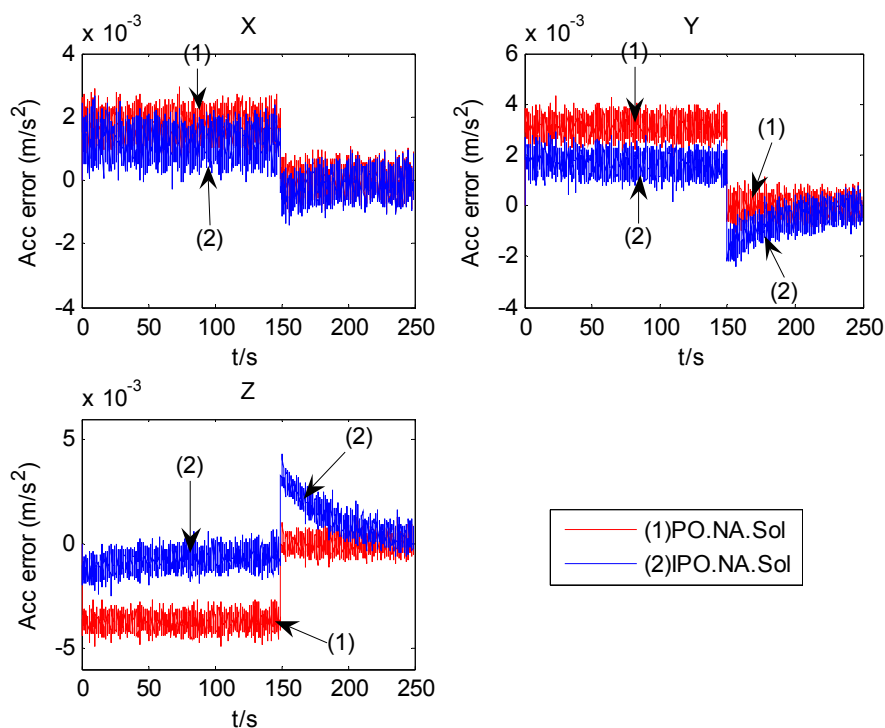 x 10^-3
X
4
2
0
-2
-4
0 50 100 150 200 250
Acc error (m/s^2)
t/s
(1)
(2)
x 10^-3
Y
6
4
2
0
-2
-4
0 50 100 150 200 250
Acc error (m/s^2)
t/s
(1)
(2)
(1)
(2)
x 10^-3
Z
5
0
-5
0 50 100 150 200 250
Acc error (m/s^2)
t/s
(2)
(2)
(1)
(1)PO.NA.Sol
(2)IPO.NA.Sol